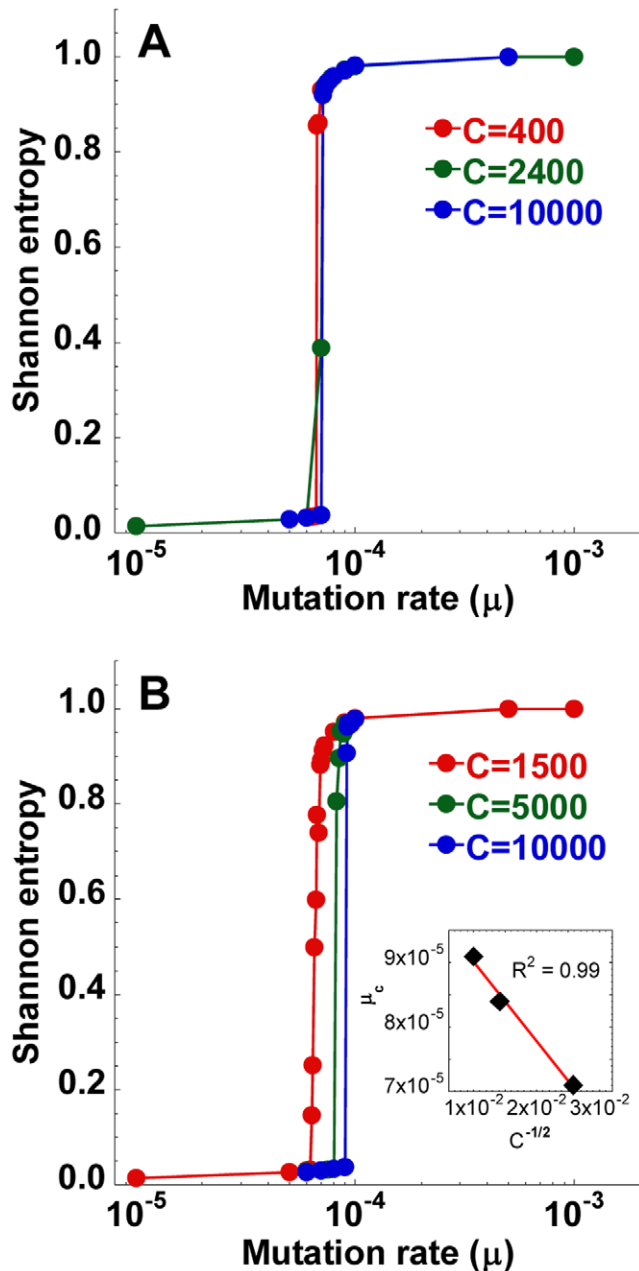 A
1.0
0.8
0.6
0.4
0.2
0.0
Shannon entropy
C=400
C=2400
C=10000
10⁻⁵
10⁻⁴
10⁻³
Mutation rate (μ)
B
1.0
0.8
0.6
0.4
0.2
0.0
Shannon entropy
C=1500
C=5000
C=10000
9x10⁻⁵
8x10⁻⁵
7x10⁻⁵
μc
R² = 0.99
1x10⁻² 2x10⁻² 3x10⁻²
C⁻¹/²
10⁻⁵
10⁻⁴
10⁻³
Mutation rate (μ)